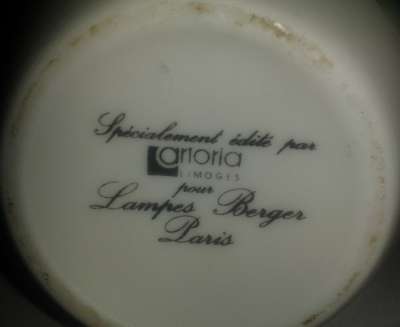 Spécialement édité par
artoria
LIMOGES
pour
Lampes Berger
Paris